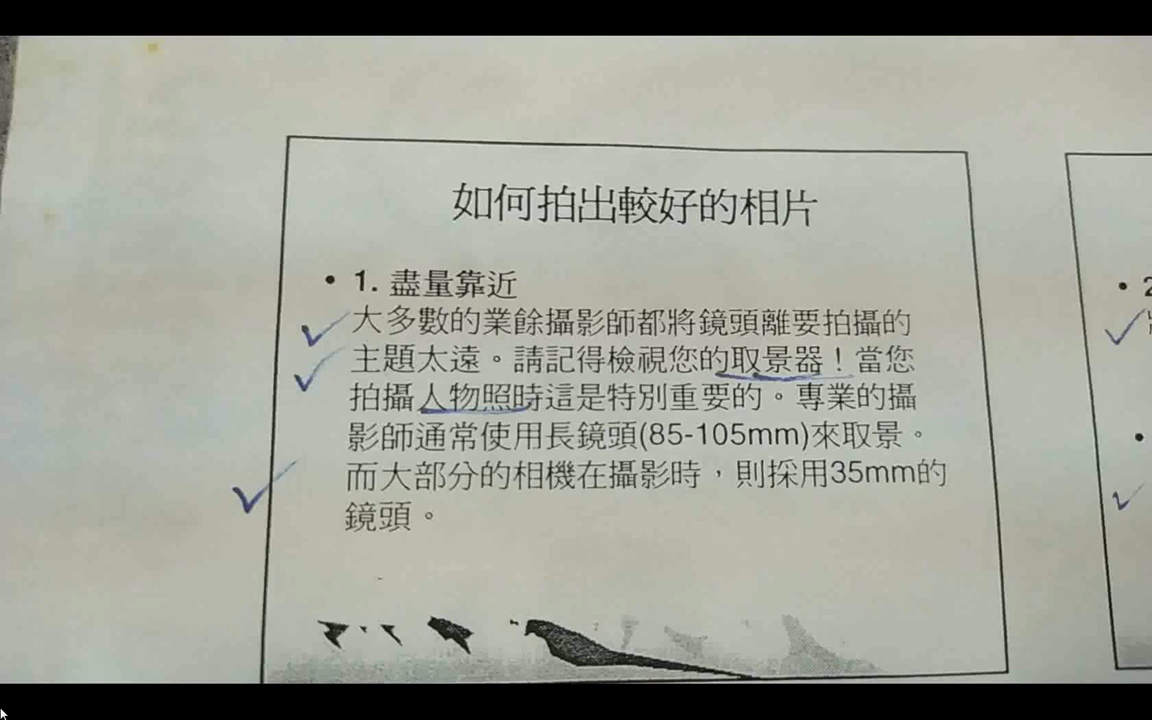 如何拍出較好的相片
• 1. 盡量靠近
大多數的業餘攝影師都將鏡頭離要拍攝的
主題太遠。請記得檢視您的取景器！當您
拍攝人物照時這是特別重要的。專業的攝
影師通常使用長鏡頭(85-105mm)來取景。
而大部分的相機在攝影時，則採用35mm的
鏡頭。
• 2
•